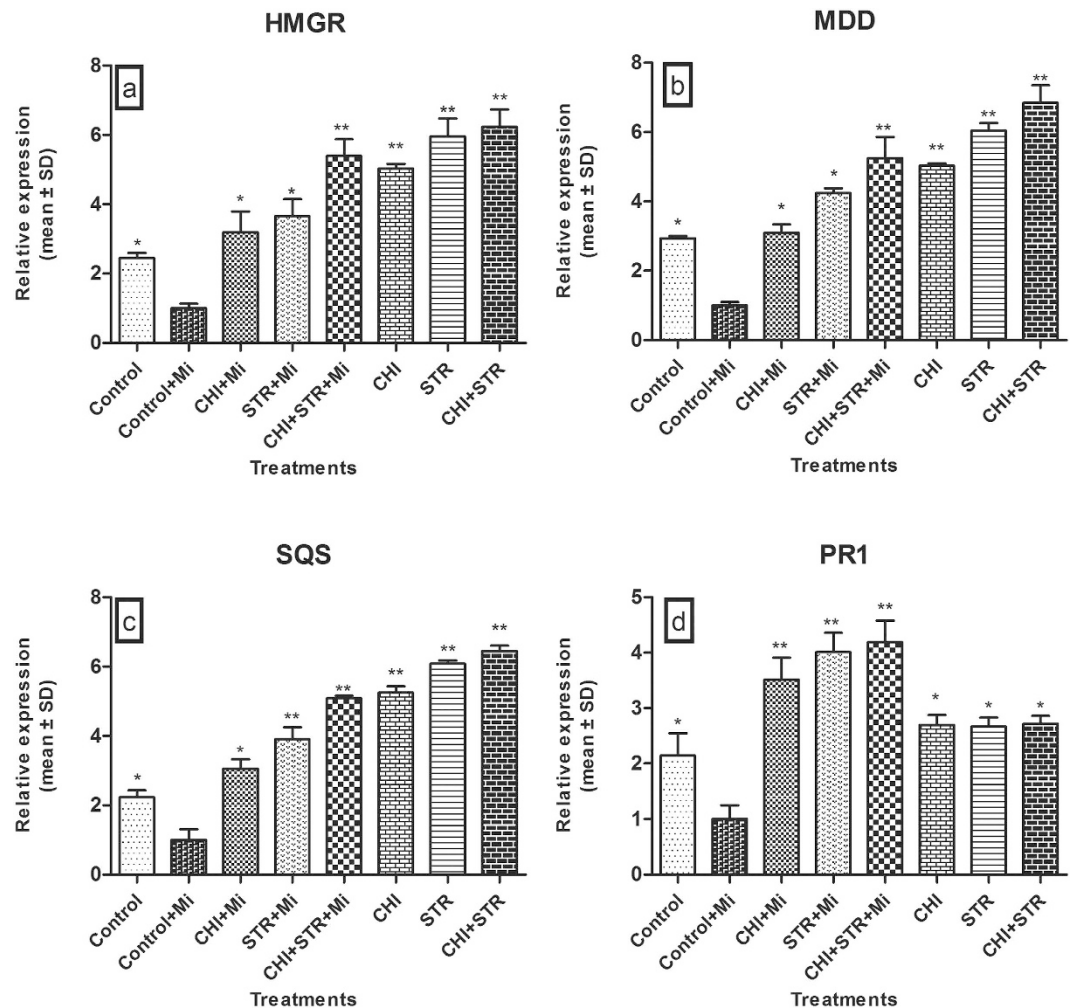 HMGR
a
Relative expression
(mean ± SD)
8
6
4
2
0
*
*
*
**
**
**
**
Control
Control+Mi
CHI+Mi
STR+Mi
CHI+STR+Mi
CHI
STR
CHI+STR
Treatments
MDD
b
Relative expression
(mean ± SD)
8
6
4
2
0
*
*
*
**
**
**
**
Control
Control+Mi
CHI+Mi
STR+Mi
CHI+STR+Mi
CHI
STR
CHI+STR
Treatments
SQS
c
Relative expression
(mean ± SD)
8
6
4
2
0
*
*
**
**
**
**
**
Control
Control+Mi
CHI+Mi
STR+Mi
CHI+STR+Mi
CHI
STR
CHI+STR
Treatments
PR1
d
Relative expression
(mean ± SD)
5
4
3
2
1
0
*
**
**
**
*
*
*
Control
Control+Mi
CHI+Mi
STR+Mi
CHI+STR+Mi
CHI
STR
CHI+STR
Treatments